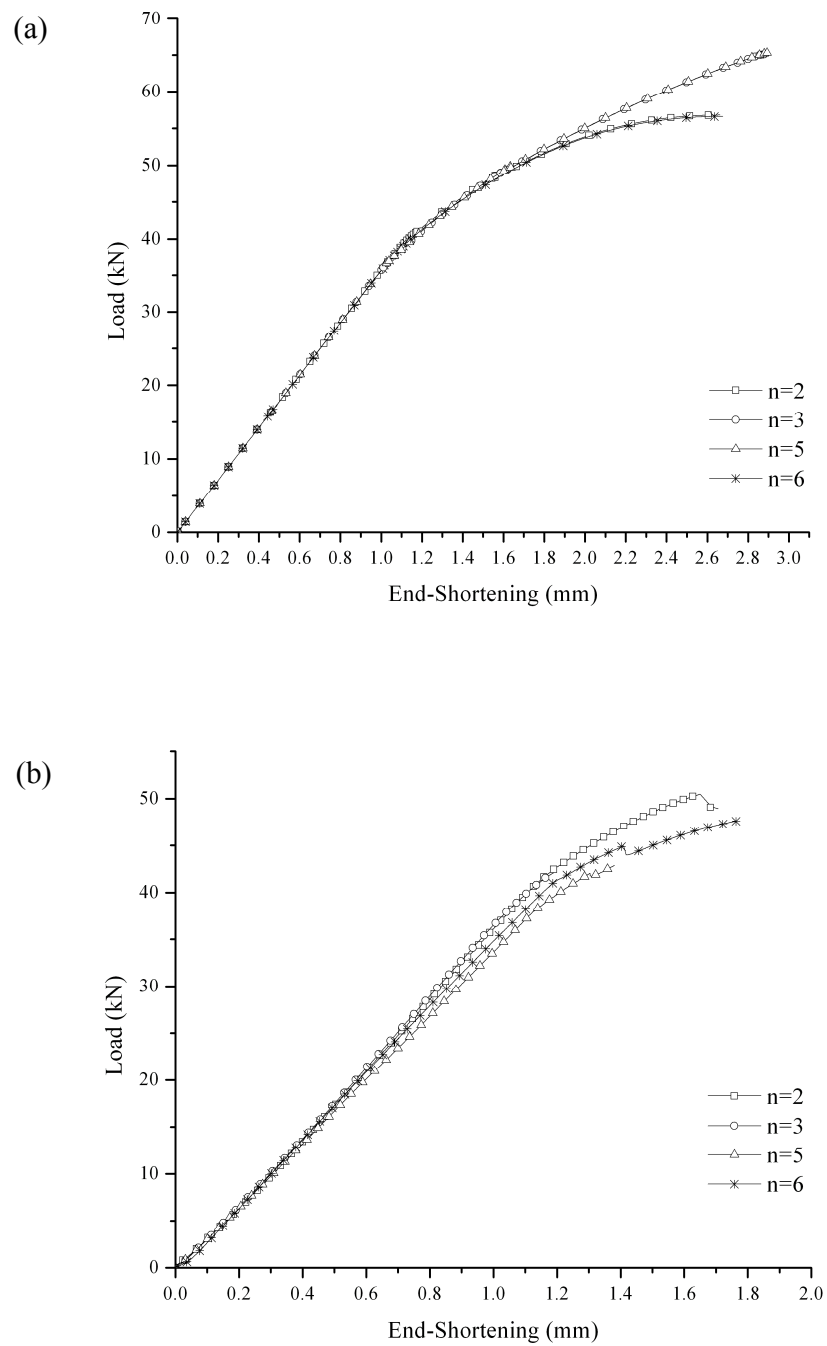 (a)
70
60
50
40
30
20
10
0
Load (kN)
n=2
n=3
n=5
n=6
0.0 0.2 0.4 0.6 0.8 1.0 1.2 1.4 1.6 1.8 2.0 2.2 2.4 2.6 2.8 3.0
End-Shortening (mm)
(b)
50
40
30
20
10
0
Load (kN)
n=2
n=3
n=5
n=6
0.0 0.2 0.4 0.6 0.8 1.0 1.2 1.4 1.6 1.8 2.0
End-Shortening (mm)